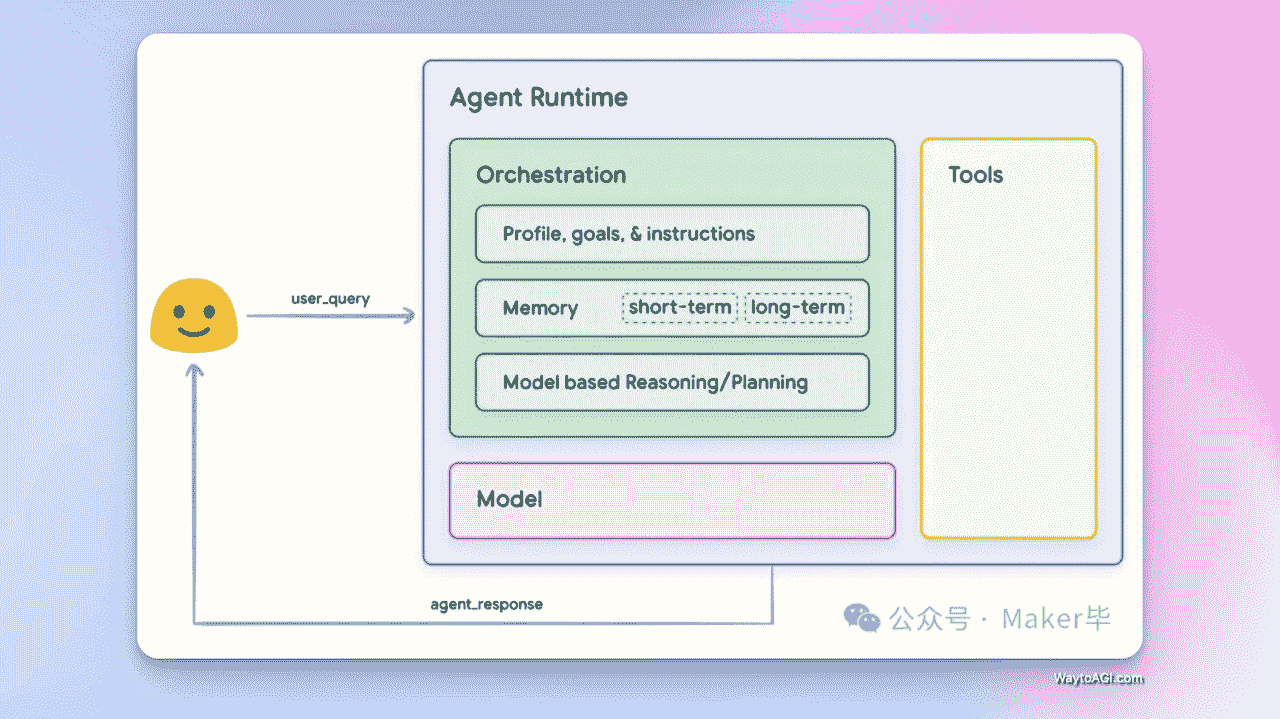 Agent Runtime
Orchestration
Tools
Profile, goals, & instructions
user_query
Memory short-term long-term
Model based Reasoning/Planning
Model
agent_response
公众号 · Maker毕
WaytoAGI.com